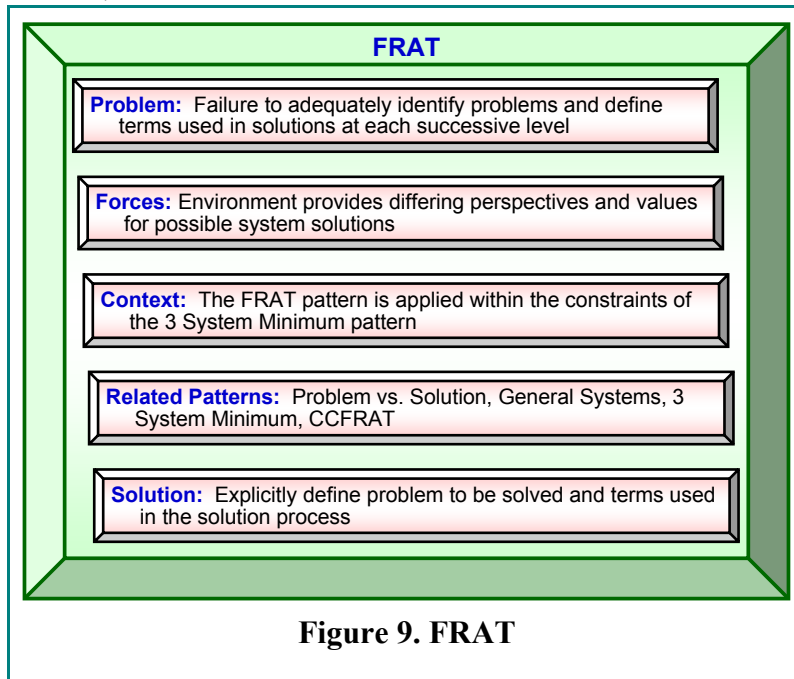 FRAT
Problem: Failure to adequately identify problems and define
terms used in solutions at each successive level
Forces: Environment provides differing perspectives and values
for possible system solutions
Context: The FRAT pattern is applied within the constraints of
the 3 System Minimum pattern
Related Patterns: Problem vs. Solution, General Systems, 3
System Minimum, CCFRAT
Solution: Explicitly define problem to be solved and terms used
in the solution process
Figure 9. FRAT